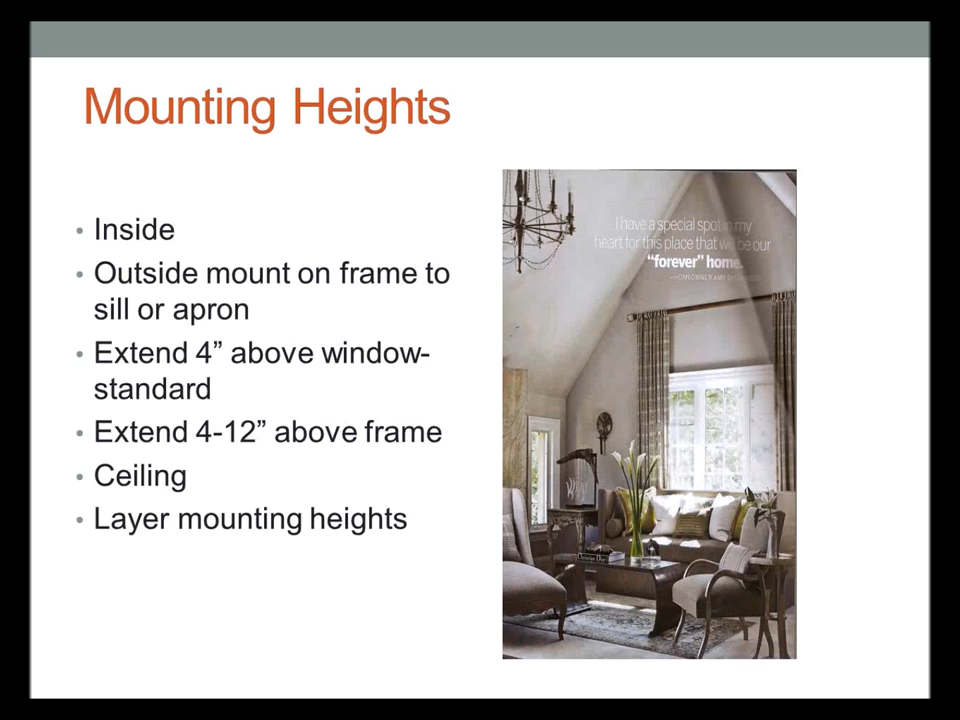 Mounting Heights
• Inside
• Outside mount on frame to
sill or apron
• Extend 4” above window-
standard
• Extend 4-12” above frame
• Ceiling
• Layer mounting heights
I have a special spot in my
heart for this place that will be our
“forever” home.